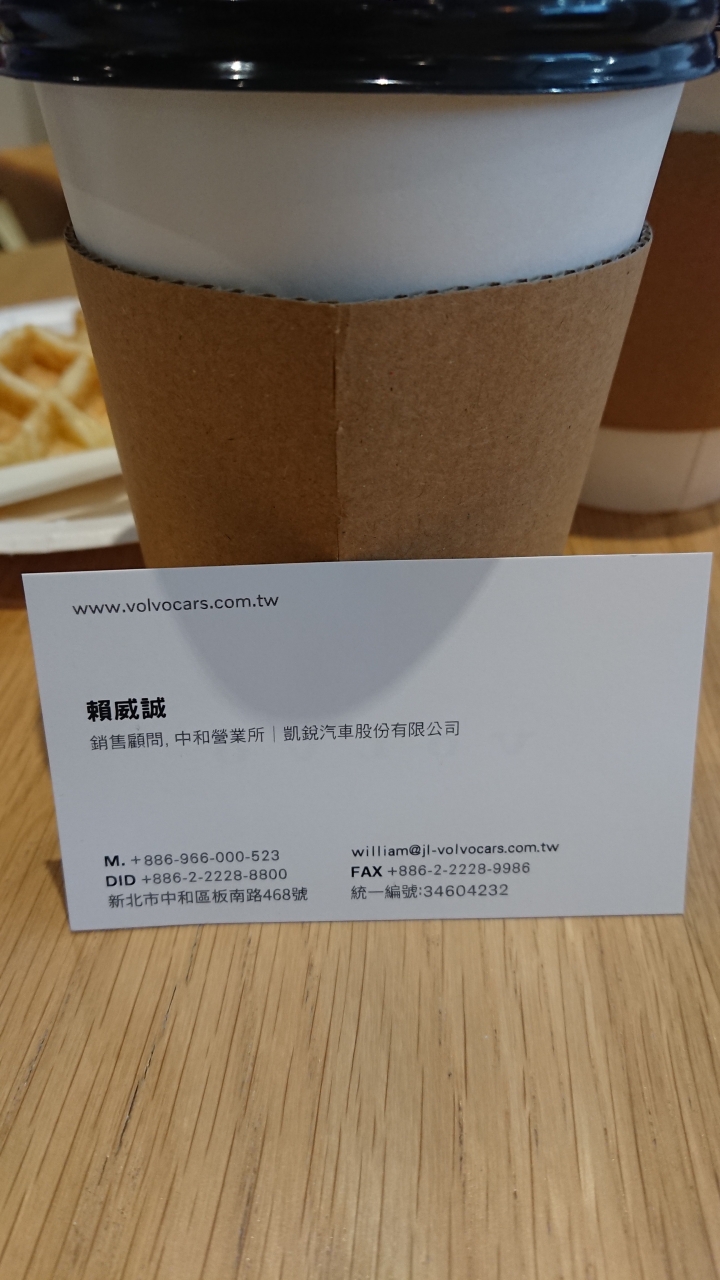 www.volvocars.com.tw
賴威誠
銷售顧問, 中和營業所｜凱銳汽車股份有限公司
M. +886-966-000-523
DID +886-2-2228-8800
新北市中和區板南路468號
william@jl-volvocars.com.tw
FAX +886-2-2228-9986
統一編號:34604232